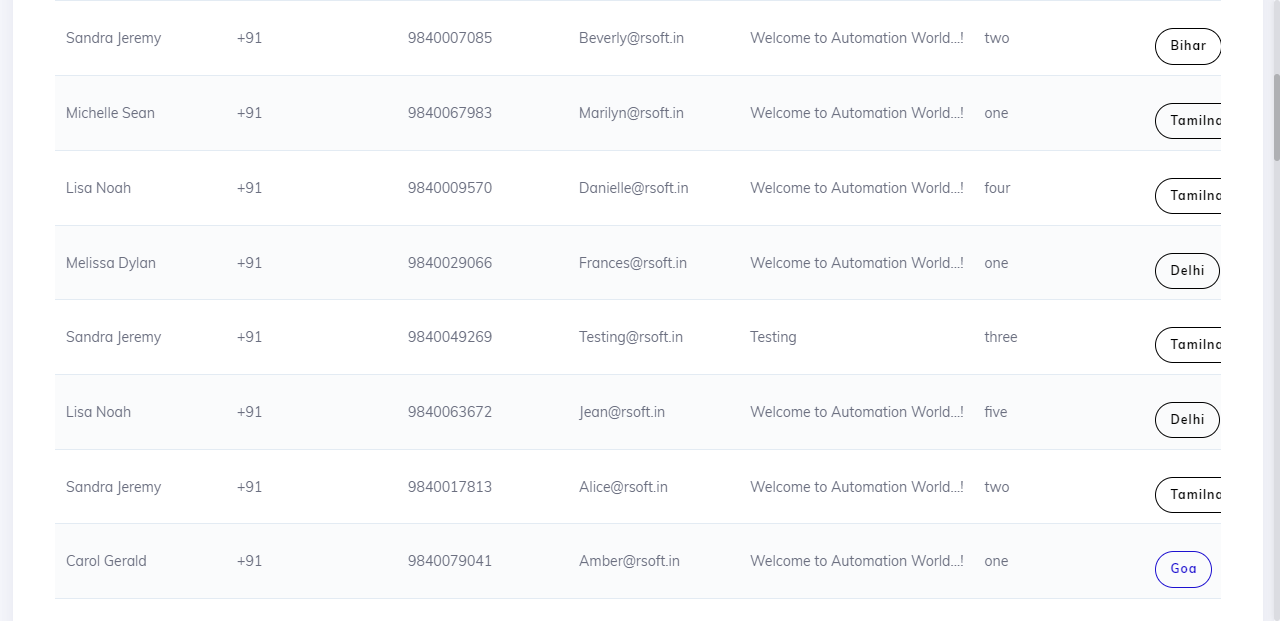 Sandra Jeremy +91 9840007085 Beverly@rsoft.in Welcome to Automation World...! two Bihar
Michelle Sean +91 9840067983 Marilyn@rsoft.in Welcome to Automation World...! one Tamilna
Lisa Noah +91 9840009570 Danielle@rsoft.in Welcome to Automation World...! four Tamilna
Melissa Dylan +91 9840029066 Frances@rsoft.in Welcome to Automation World...! one Delhi
Sandra Jeremy +91 9840049269 Testing@rsoft.in Testing three Tamilna
Lisa Noah +91 9840063672 Jean@rsoft.in Welcome to Automation World...! five Delhi
Sandra Jeremy +91 9840017813 Alice@rsoft.in Welcome to Automation World...! two Tamilna
Carol Gerald +91 9840079041 Amber@rsoft.in Welcome to Automation World...! one Goa